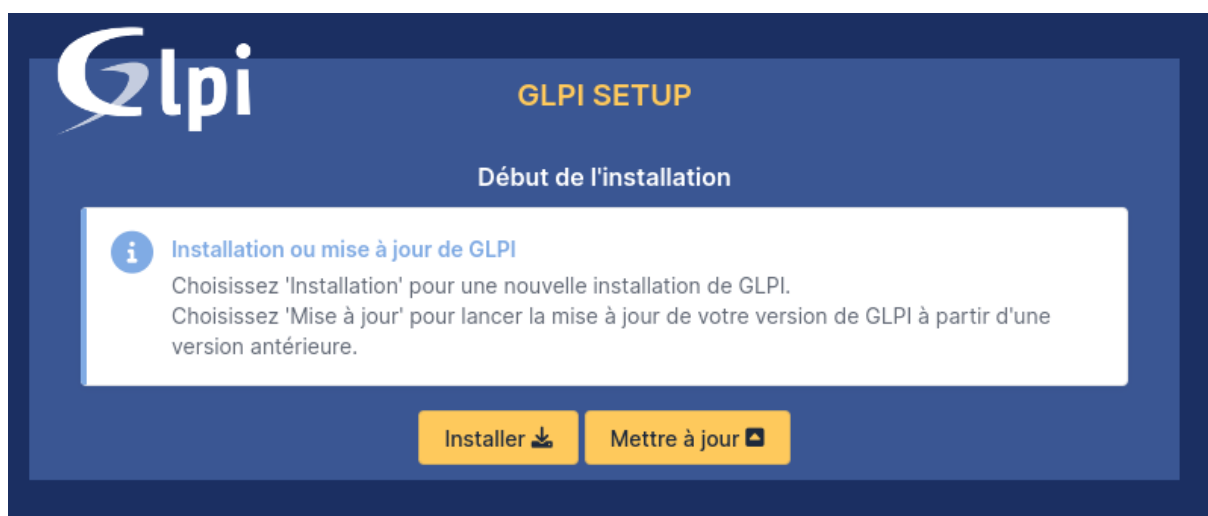 Glpi
GLPI SETUP
Début de l'installation
Installation ou mise à jour de GLPI
Choisissez 'Installation' pour une nouvelle installation de GLPI.
Choisissez 'Mise à jour' pour lancer la mise à jour de votre version de GLPI à partir d'une
version antérieure.
Installer
Mettre à jour